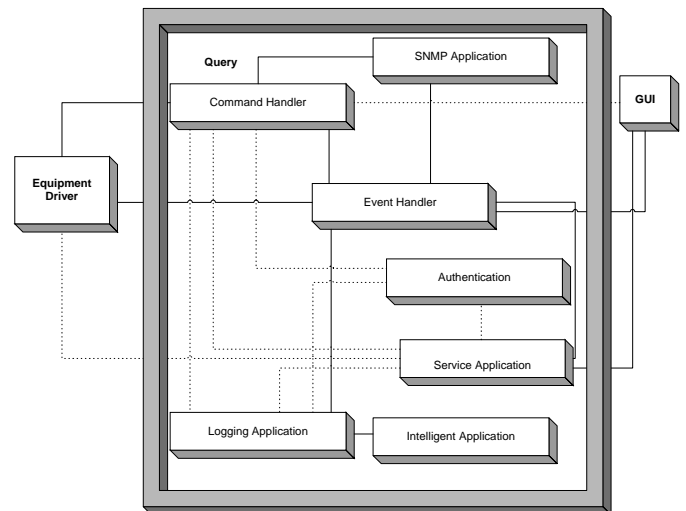 SNMP Application
Query
Command Handler
GUI
Equipment
Driver
Event Handler
Authentication
Service Application
Logging Application
Intelligent Application